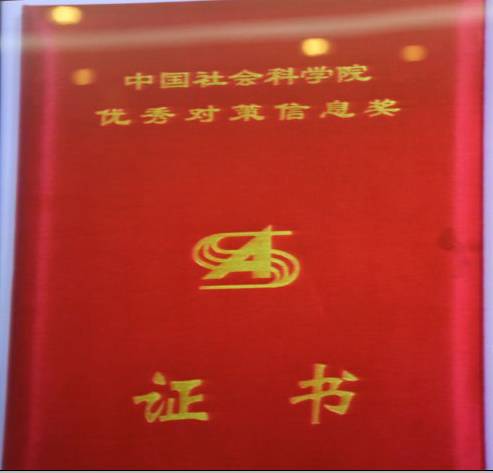 中国社会科学院
优秀对策信息奖
证书